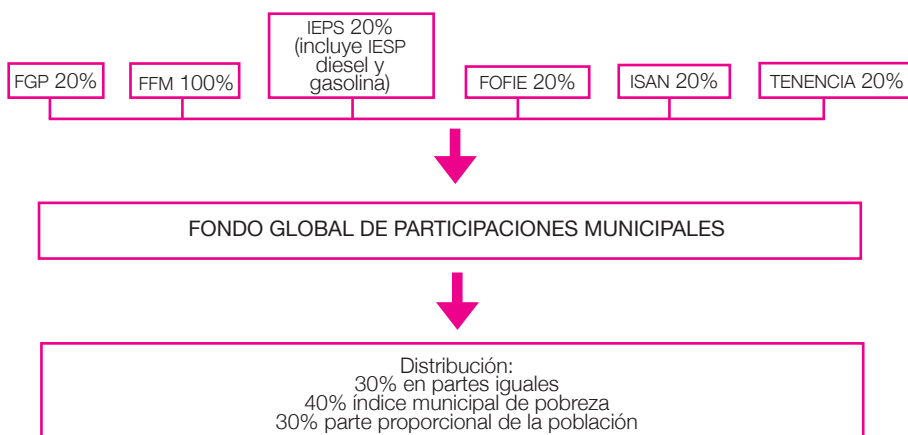 FGP 20%
FFM 100%
IEPS 20%
(incluye IESP
diesel y
gasolina)
FOFIE 20%
ISAN 20%
TENENCIA 20%
FONDO GLOBAL DE PARTICIPACIONES MUNICIPALES
Distribución:
30% en partes iguales
40% índice municipal de pobreza
30% parte proporcional de la población